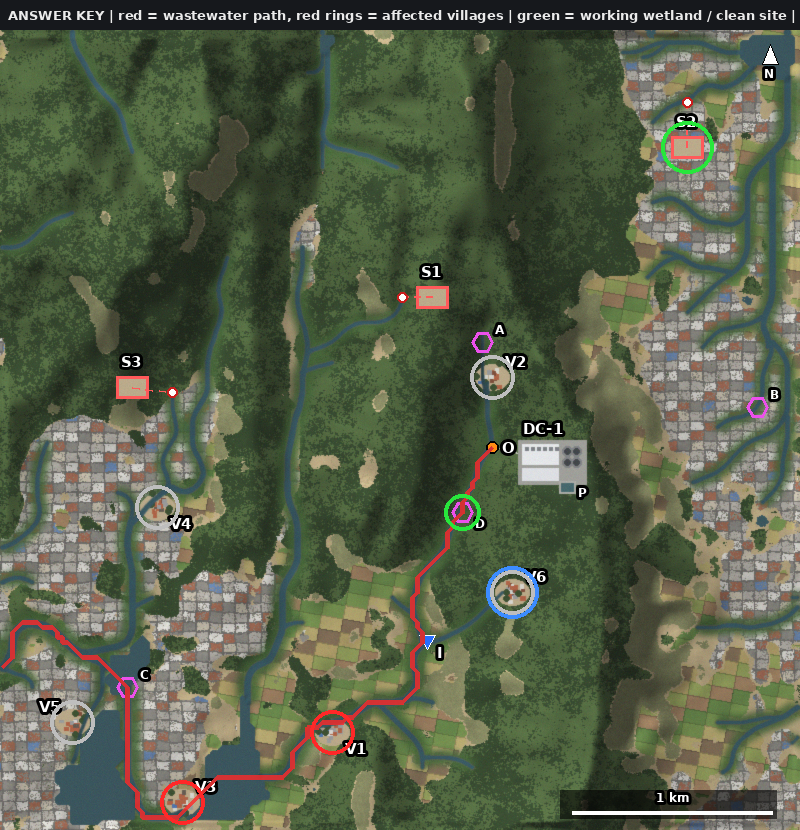 ANSWER KEY | red = wastewater path, red rings = affected villages | green = working wetland / clean site |
N
S2
S1
A
S3
V2
B
DC-1
O
P
V4
D
V6
I
C
V5
V1
V3
1 km